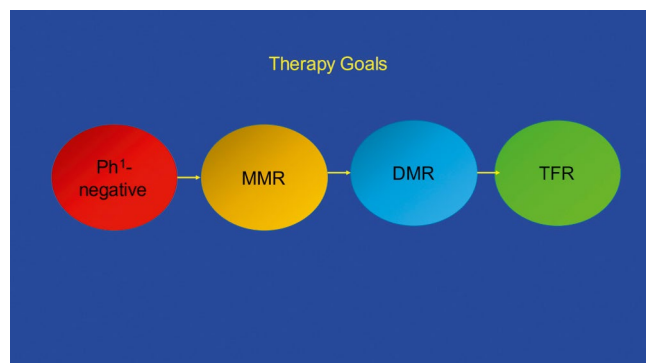 Therapy Goals
Ph¹-
negative
MMR
DMR
TFR